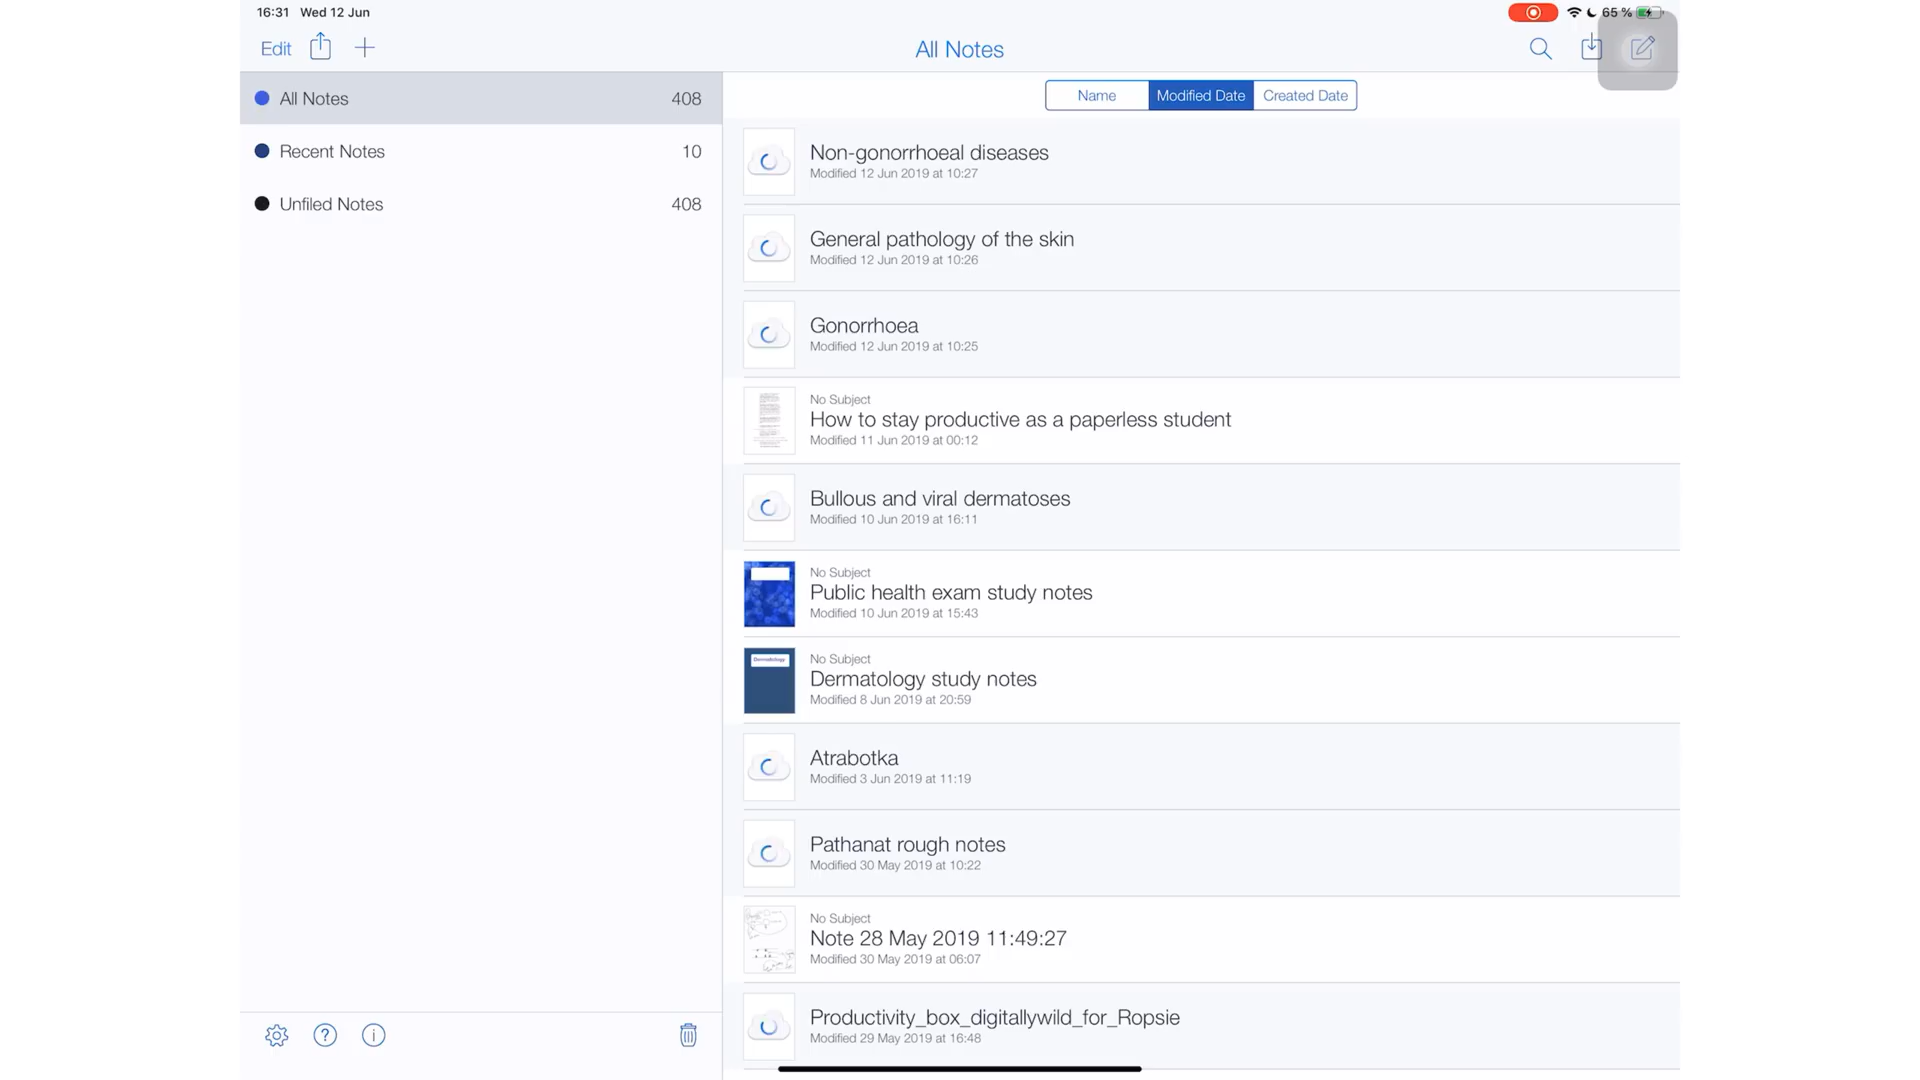 16:31 Wed 12 Jun
65 %
Edit
All Notes
All Notes 408
Recent Notes 10
Unfiled Notes 408
Name Modified Date Created Date
Non-gonorrhoeal diseases
Modified 12 Jun 2019 at 10:27
General pathology of the skin
Modified 12 Jun 2019 at 10:26
Gonorrhoea
Modified 12 Jun 2019 at 10:25
No Subject
How to stay productive as a paperless student
Modified 11 Jun 2019 at 00:12
Bullous and viral dermatoses
Modified 10 Jun 2019 at 16:11
No Subject
Public health exam study notes
Modified 10 Jun 2019 at 15:43
Dermatology
No Subject
Dermatology study notes
Modified 8 Jun 2019 at 20:59
Atrabotka
Modified 3 Jun 2019 at 11:19
Pathanat rough notes
Modified 30 May 2019 at 10:22
No Subject
Note 28 May 2019 11:49:27
Modified 30 May 2019 at 06:07
Productivity_box_digitallywild_for_Ropsie
Modified 29 May 2019 at 16:48